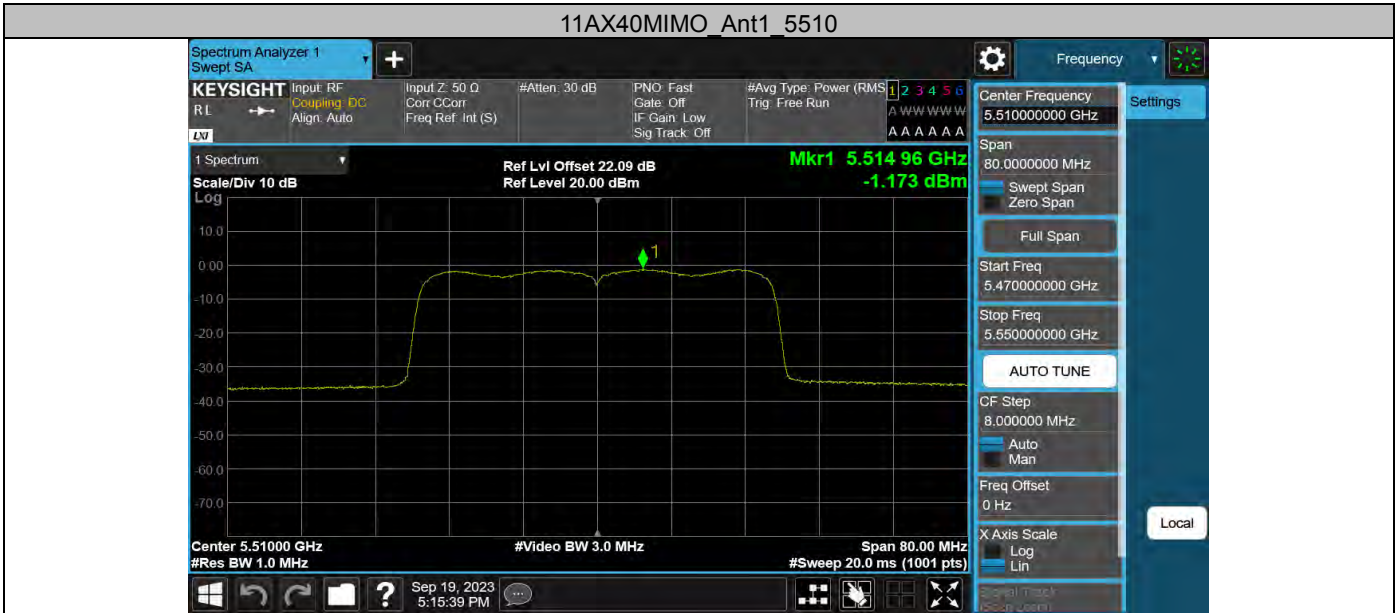 11AX40MIMO_Ant1_5510
Spectrum Analyzer 1
Swept SA
Frequency
KEYSIGHT
RL
LXI
Input: RF
Coupling: DC
Align: Auto
Input Z: 50 Ω
Corr CCorr
Freq Ref: Int (S)
#Atten: 30 dB
PNO: Fast
Gate: Off
IF Gain: Low
Sig Track: Off
#Avg Type: Power (RMS
Trig: Free Run
1 2 3 4 5 6
A W W W W W
A A A A A A
1 Spectrum
Scale/Div 10 dB
Log
Ref Lvl Offset 22.09 dB
Ref Level 20.00 dBm
Mkr1 5.514 96 GHz
-1.173 dBm
10.0
0.00
-10.0
-20.0
-30.0
-40.0
-50.0
-60.0
-70.0
1
Center 5.51000 GHz
#Res BW 1.0 MHz
#Video BW 3.0 MHz
Span 80.00 MHz
#Sweep 20.0 ms (1001 pts)
Sep 19, 2023
5:15:39 PM
Center Frequency
5.510000000 GHz
Span
80.0000000 MHz
Swept Span
Zero Span
Full Span
Start Freq
5.470000000 GHz
Stop Freq
5.550000000 GHz
AUTO TUNE
CF Step
8.000000 MHz
Auto
Man
Freq Offset
0 Hz
X Axis Scale
Log
Lin
Signal Track
(Span Zoom)
Settings
Local